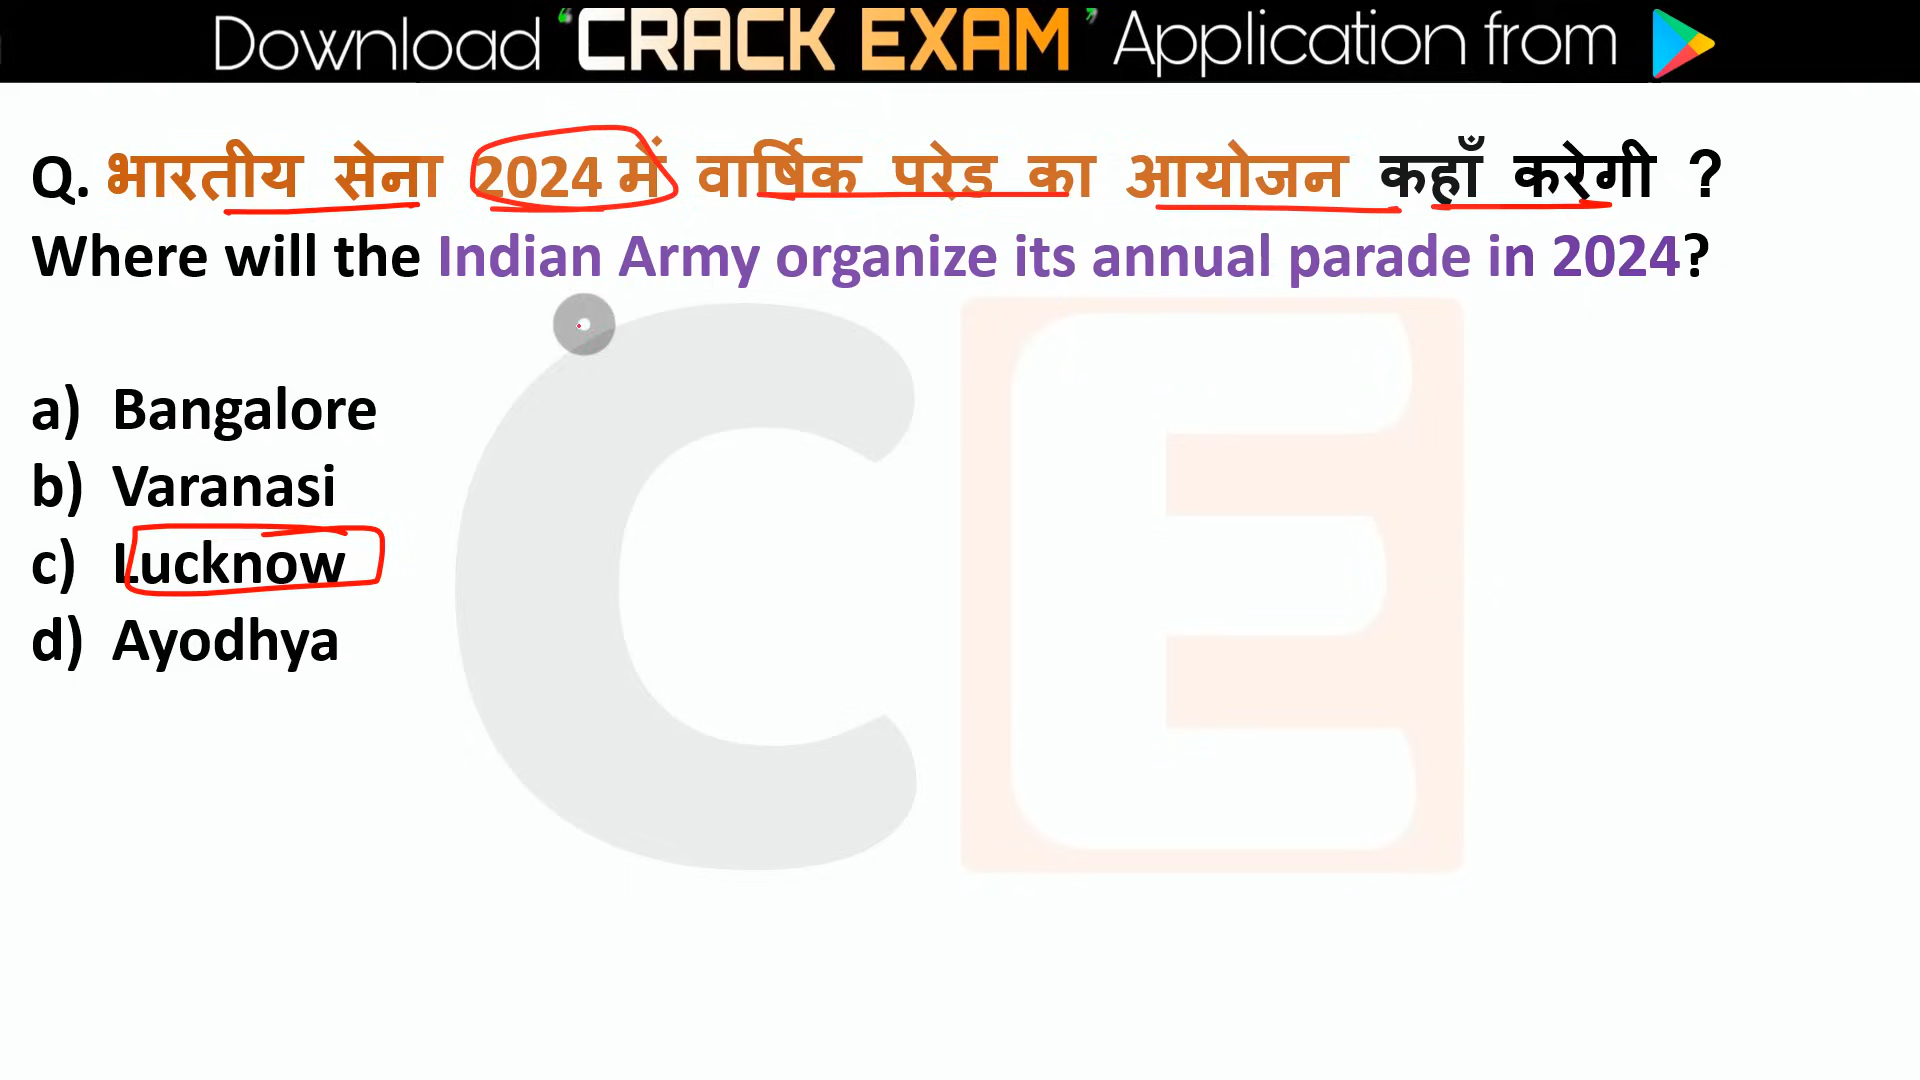 Download 'CRACK EXAM' Application from
Q. भारतीय सेना 2024 में वार्षिक परेड का आयोजन कहाँ करेगी ?
Where will the Indian Army organize its annual parade in 2024?
a) Bangalore
b) Varanasi
c) Lucknow
d) Ayodhya
CE